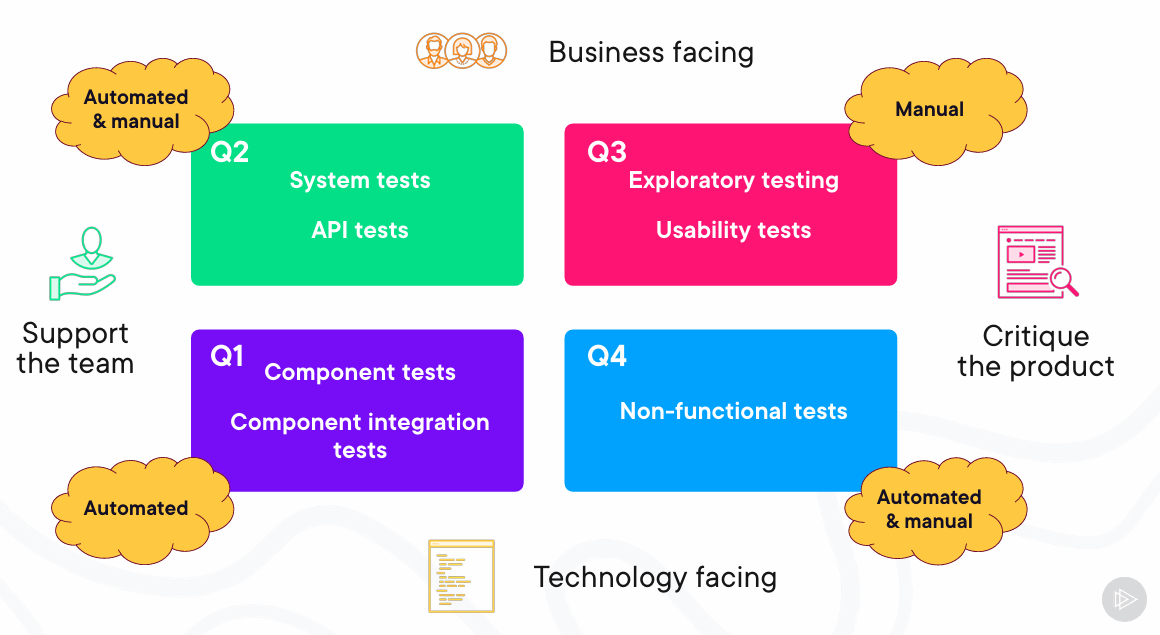 Business facing
Automated
& manual
Manual
Q2
System tests
API tests
Q3
Exploratory testing
Usability tests
Support
the team
Critique
the product
Q1
Component tests
Component integration
tests
Q4
Non-functional tests
Automated
Automated
& manual
Technology facing